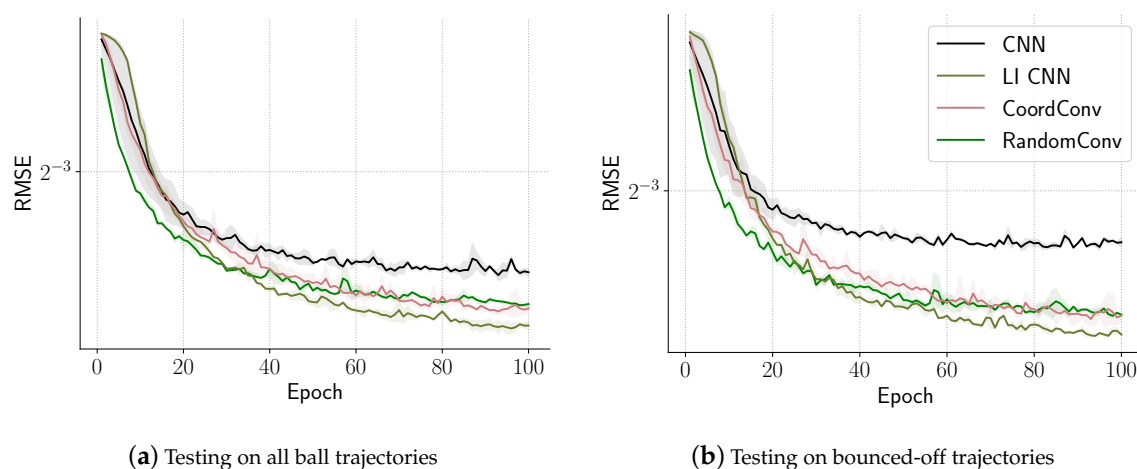 RMSE
2⁻³
0 20 40 60 80 100
Epoch
(a) Testing on all ball trajectories
CNN
LI CNN
CoordConv
RandomConv
RMSE
2⁻³
0 20 40 60 80 100
Epoch
(b) Testing on bounced-off trajectories